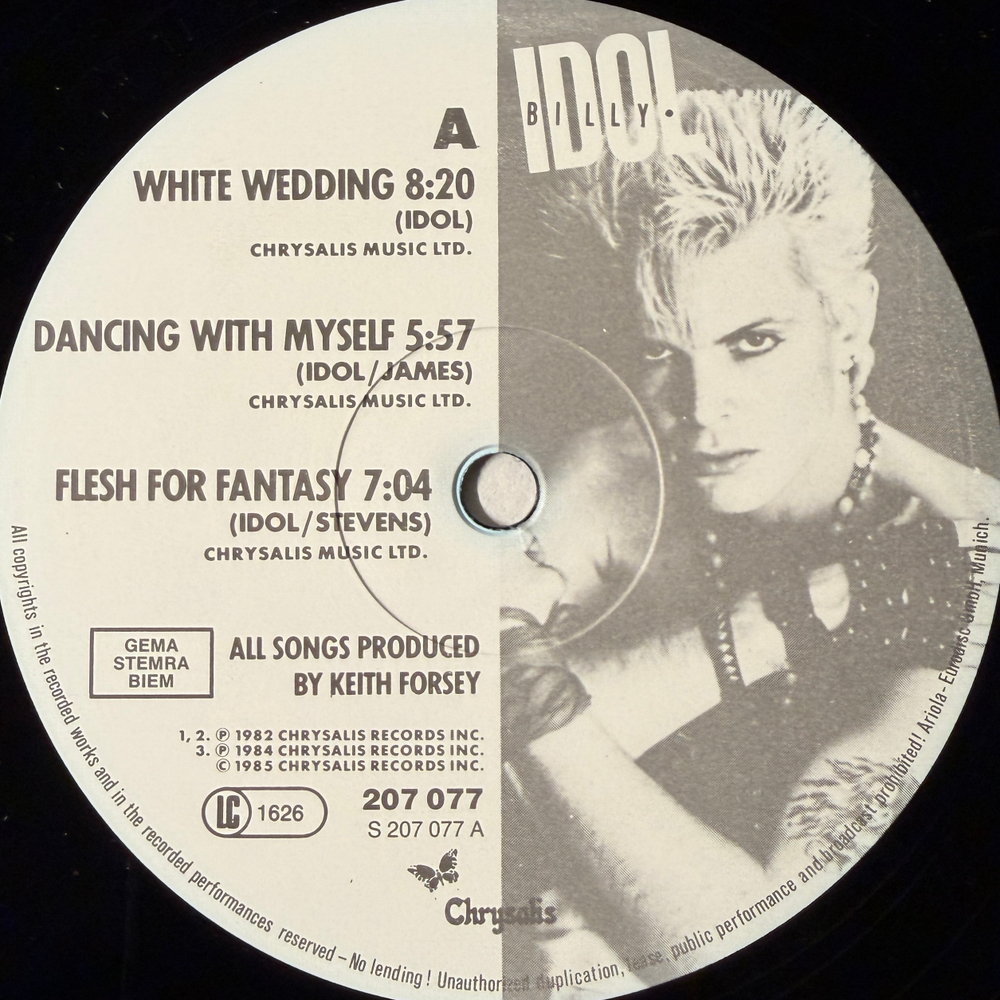 IDOL
BILLY •
A
WHITE WEDDING 8:20
(IDOL)
CHRYSALIS MUSIC LTD.
DANCING WITH MYSELF 5:57
(IDOL/JAMES)
CHRYSALIS MUSIC LTD.
FLESH FOR FANTASY 7:04
(IDOL/STEVENS)
CHRYSALIS MUSIC LTD.
GEMA
STEMRA
BIEM
ALL SONGS PRODUCED
BY KEITH FORSEY
1, 2. Ⓟ 1982 CHRYSALIS RECORDS INC.
3. Ⓟ 1984 CHRYSALIS RECORDS INC.
© 1985 CHRYSALIS RECORDS INC.
LC 1626
207 077
S 207 077 A
Chrysalis
All copyrights in the recorded works and in the recorded performances reserved – No lending! Unauthorized duplication, lease, public performance and broadcast prohibited! Ariola-Eurodisc GmbH, Munich.